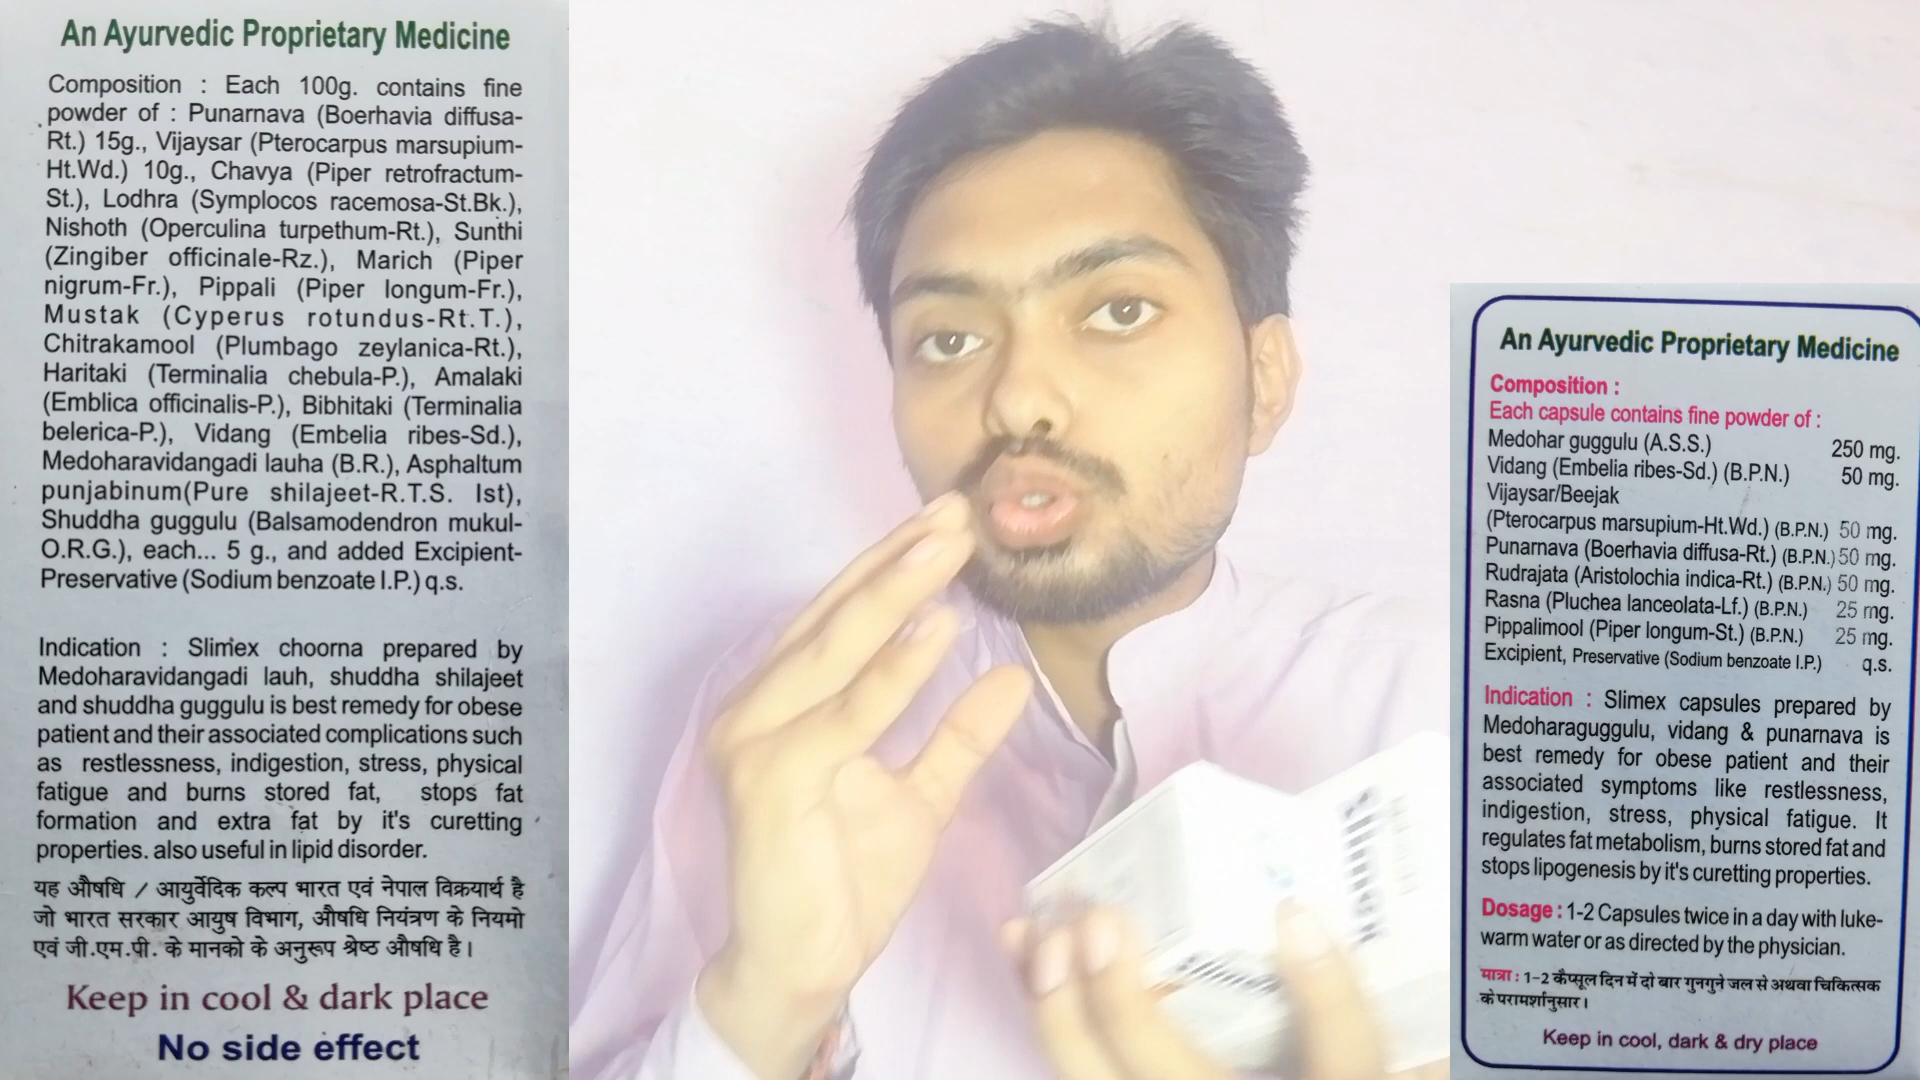 An Ayurvedic Proprietary Medicine
Composition : Each 100g. contains fine
powder of : Punarnava (Boerhavia diffusa-
Rt.) 15g., Vijaysar (Pterocarpus marsupium-
Ht.Wd.) 10g., Chavya (Piper retrofractum-
St.), Lodhra (Symplocos racemosa-St.Bk.),
Nishoth (Operculina turpethum-Rt.), Sunthi
(Zingiber officinale-Rz.), Marich (Piper
nigrum-Fr.), Pippali (Piper longum-Fr.),
Mustak (Cyperus rotundus-Rt.T.),
Chitrakamool (Plumbago zeylanica-Rt.),
Haritaki (Terminalia chebula-P.), Amalaki
(Emblica officinalis-P.), Bibhitaki (Terminalia
belerica-P.), Vidang (Embelia ribes-Sd.),
Medoharavidangadi lauha (B.R.), Asphaltum
punjabinum(Pure shilajeet-R.T.S. Ist),
Shuddha guggulu (Balsamodendron mukul-
O.R.G.), each... 5 g., and added Excipient-
Preservative (Sodium benzoate I.P.) q.s.
Indication : Slimex choorna prepared by
Medoharavidangadi lauh, shuddha shilajeet
and shuddha guggulu is best remedy for obese
patient and their associated complications such
as restlessness, indigestion, stress, physical
fatigue and burns stored fat, stops fat
formation and extra fat by it's curetting
properties. also useful in lipid disorder.
यह औषधि / आयुर्वेदिक कल्प भारत एवं नेपाल विक्रयार्थ है
जो भारत सरकार आयुष विभाग, औषधि नियंत्रण के नियमो
एवं जी.एम.पी. के मानको के अनुरूप श्रेष्ठ औषधि है।
Keep in cool & dark place
No side effect
An Ayurvedic Proprietary Medicine
Composition :
Each capsule contains fine powder of :
Medohar guggulu (A.S.S.) 250 mg.
Vidang (Embelia ribes-Sd.) (B.P.N.) 50 mg.
Vijaysar/Beejak
(Pterocarpus marsupium-Ht.Wd.) (B.P.N.) 50 mg.
Punarnava (Boerhavia diffusa-Rt.) (B.P.N.) 50 mg.
Rudrajata (Aristolochia indica-Rt.) (B.P.N.) 50 mg.
Rasna (Pluchea lanceolata-Lf.) (B.P.N.) 25 mg.
Pippalimool (Piper longum-St.) (B.P.N.) 25 mg.
Excipient, Preservative (Sodium benzoate I.P.) q.s.
Indication : Slimex capsules prepared by
Medoharaguggulu, vidang & punarnava is
best remedy for obese patient and their
associated symptoms like restlessness,
indigestion, stress, physical fatigue. It
regulates fat metabolism, burns stored fat and
stops lipogenesis by it's curetting properties.
Dosage : 1-2 Capsules twice in a day with luke-
warm water or as directed by the physician.
मात्रा : 1-2 कैप्सूल दिन में दो बार गुनगुने जल से अथवा चिकित्सक
के परामर्शानुसार।
Keep in cool, dark & dry place